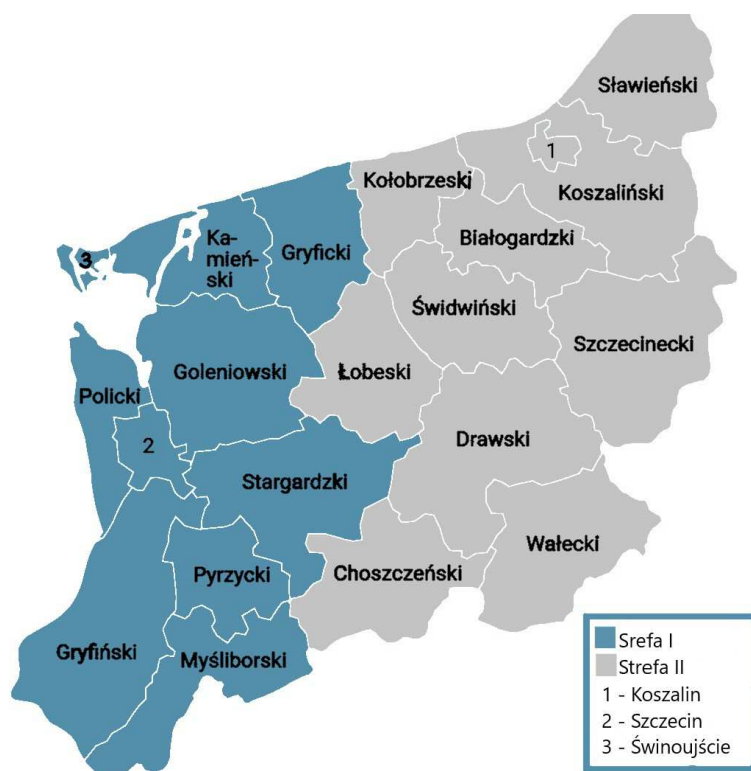 Sławieński
1
Kołobrzeski
Koszaliński
Białogardzki
3
Ka-
mień-
ski
Gryficki
Świdwiński
Szczecinecki
Goleniowski
Łobeski
Policki
2
Drawski
Stargardzki
Wałecki
Pyrzycki
Choszczeński
Gryfiński
Myśliborski
Srefa I
Strefa II
1 - Koszalin
2 - Szczecin
3 - Świnoujście